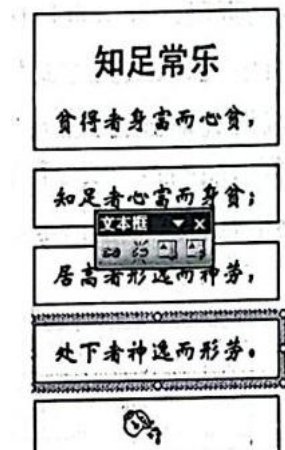 知足常乐
贫得者身富而心贫,
知足者心富而身贫;
文本框
居高者形逸而神劳,
处下者神逸而形劳。